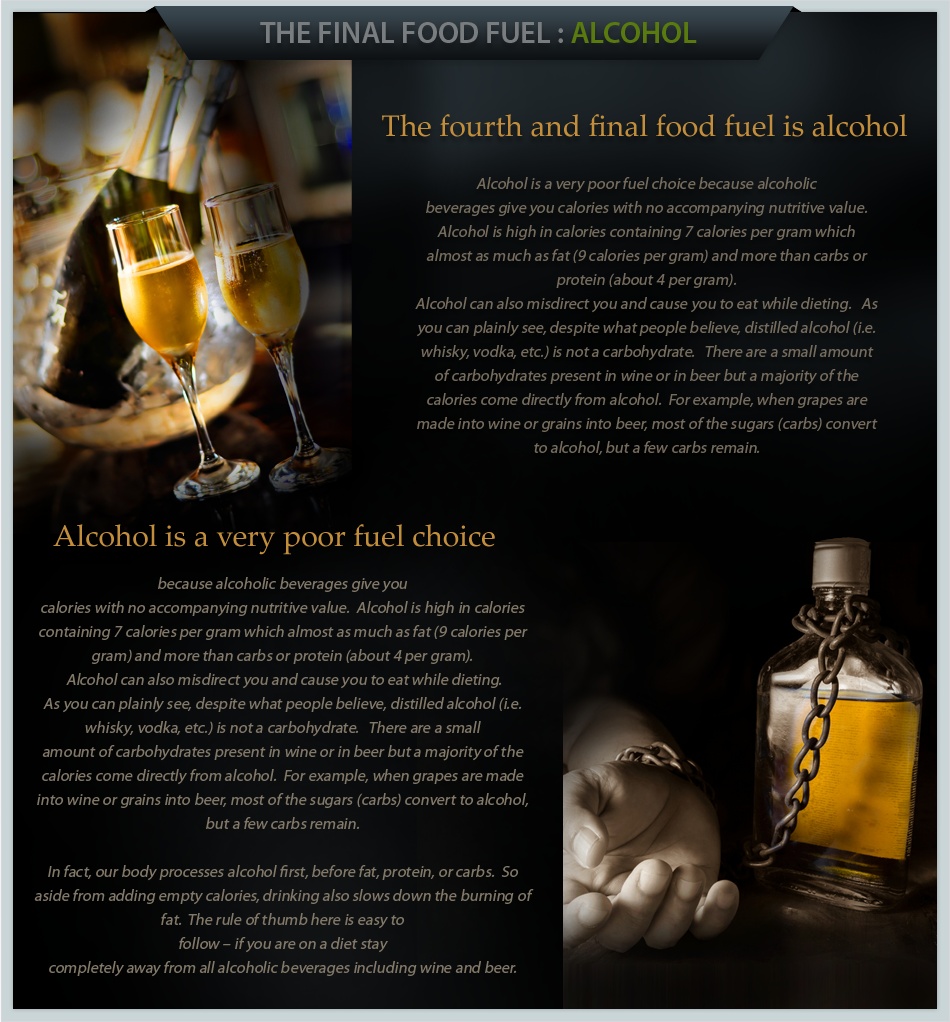 THE FINAL FOOD FUEL : ALCOHOL
The fourth and final food fuel is alcohol
Alcohol is a very poor fuel choice because alcoholic
beverages give you calories with no accompanying nutritive value.
Alcohol is high in calories containing 7 calories per gram which
almost as much as fat (9 calories per gram) and more than carbs or
protein (about 4 per gram).
Alcohol can also misdirect you and cause you to eat while dieting. As
you can plainly see, despite what people believe, distilled alcohol (i.e.
whisky, vodka, etc.) is not a carbohydrate. There are a small amount
of carbohydrates present in wine or in beer but a majority of the
calories come directly from alcohol. For example, when grapes are
made into wine or grains into beer, most of the sugars (carbs) convert
to alcohol, but a few carbs remain.
Alcohol is a very poor fuel choice
because alcoholic beverages give you
calories with no accompanying nutritive value. Alcohol is high in calories
containing 7 calories per gram which almost as much as fat (9 calories per
gram) and more than carbs or protein (about 4 per gram).
Alcohol can also misdirect you and cause you to eat while dieting.
As you can plainly see, despite what people believe, distilled alcohol (i.e.
whisky, vodka, etc.) is not a carbohydrate. There are a small
amount of carbohydrates present in wine or in beer but a majority of the
calories come directly from alcohol. For example, when grapes are made
into wine or grains into beer, most of the sugars (carbs) convert to alcohol,
but a few carbs remain.
In fact, our body processes alcohol first, before fat, protein, or carbs. So
aside from adding empty calories, drinking also slows down the burning of
fat. The rule of thumb here is easy to
follow – if you are on a diet stay
completely away from all alcoholic beverages including wine and beer.